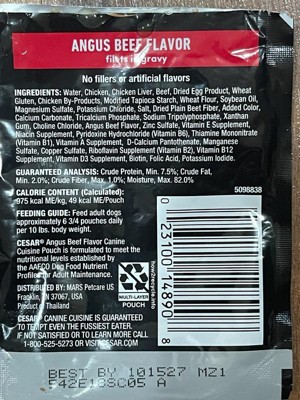 ANGUS BEEF FLAVOR
filets in gravy
No fillers or artificial flavors
INGREDIENTS: Water, Chicken, Chicken Liver, Beef, Dried Egg Product, Wheat
Gluten, Chicken By-Products, Modified Tapioca Starch, Wheat Flour, Soybean Oil,
Magnesium Sulfate, Potassium Chloride, Salt, Dried Plain Beet Fiber, Added Color,
Calcium Carbonate, Tricalcium Phosphate, Sodium Tripolyphosphate, Xanthan
Gum, Choline Chloride, Angus Beef Flavor, Zinc Sulfate, Vitamin E Supplement,
Niacin Supplement, Pyridoxine Hydrochloride (Vitamin B6), Thiamine Mononitrate
(Vitamin B1), Vitamin A Supplement, D-Calcium Pantothenate, Manganese
Sulfate, Copper Sulfate, Riboflavin Supplement (Vitamin B2), Vitamin B12
Supplement, Vitamin D3 Supplement, Biotin, Folic Acid, Potassium Iodide.
GUARANTEED ANALYSIS: Crude Protein, Min. 7.5%; Crude Fat,
Min. 2.0%; Crude Fiber, Max. 1.0%; Moisture, Max. 82.0%
CALORIE CONTENT (Calculated):
975 kcal ME/kg, 49 kcal ME/Pouch
5098838
FEEDING GUIDE: Feed adult dogs
approximately 6 3/4 pouches daily
per 10 lbs. body weight.
CESAR® Angus Beef Flavor Canine
Cuisine Pouch is formulated to meet the
nutritional levels established by
the AAFCO Dog Food Nutrient
Profiles for Adult Maintenance.
DISTRIBUTED BY: MARS Petcare US
Franklin, TN 37067, USA
Product of Thailand
how2recycle.info
MULTI-LAYER
POUCH
CESAR® CANINE CUISINE IS GUARANTEED
TO TEMPT EVEN THE FUSSIEST EATER.
IF NOT SATISFIED OR TO LEARN MORE CALL
1-800-525-5273 OR VISIT CESAR.COM
0 23100 14890 8
BEST BY 101527 MZ1
542E1SC05 A